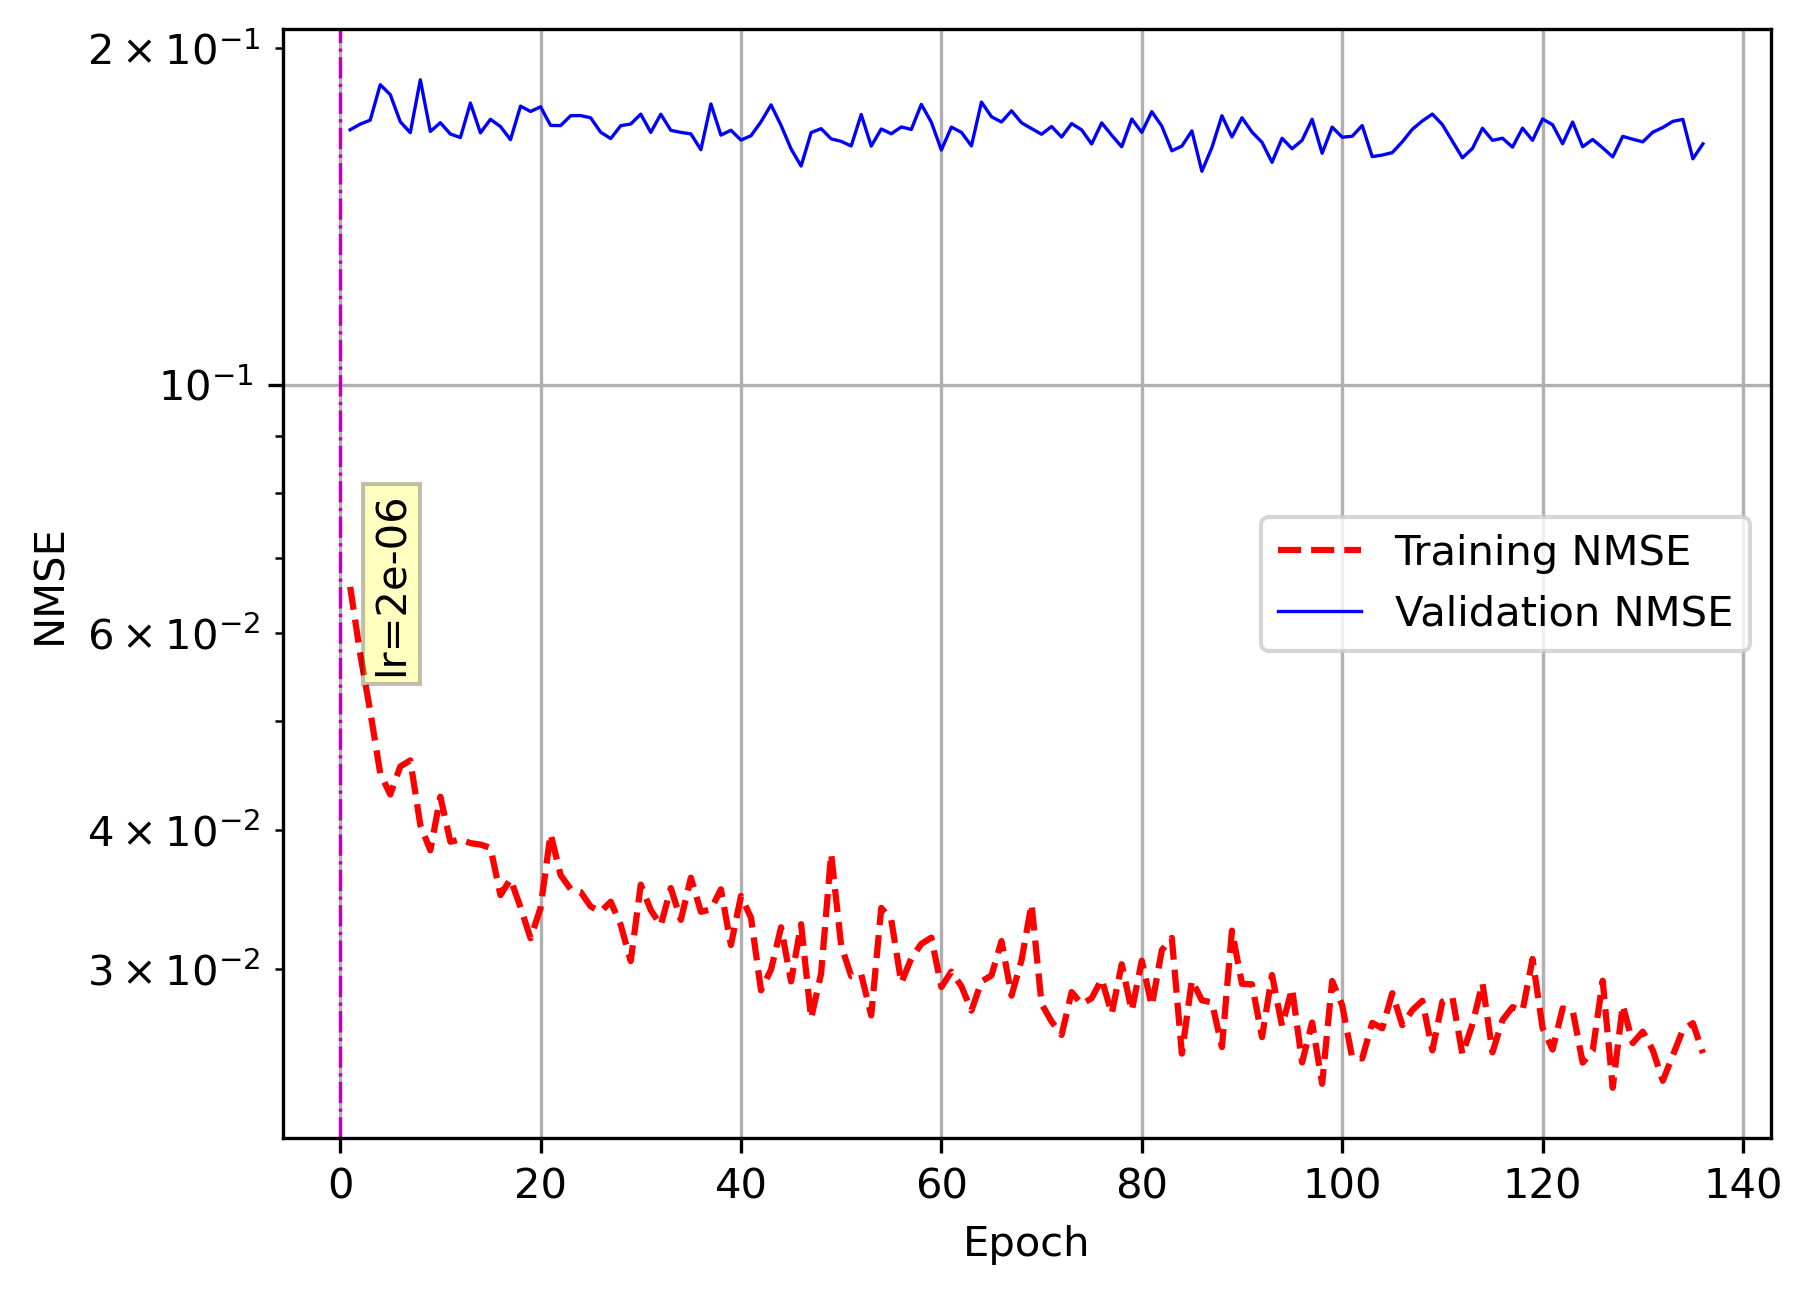 2 × 10⁻¹
10⁻¹
6 × 10⁻²
4 × 10⁻²
3 × 10⁻²
NMSE
lr=2e-06
Training NMSE
Validation NMSE
0 20 40 60 80 100 120 140
Epoch